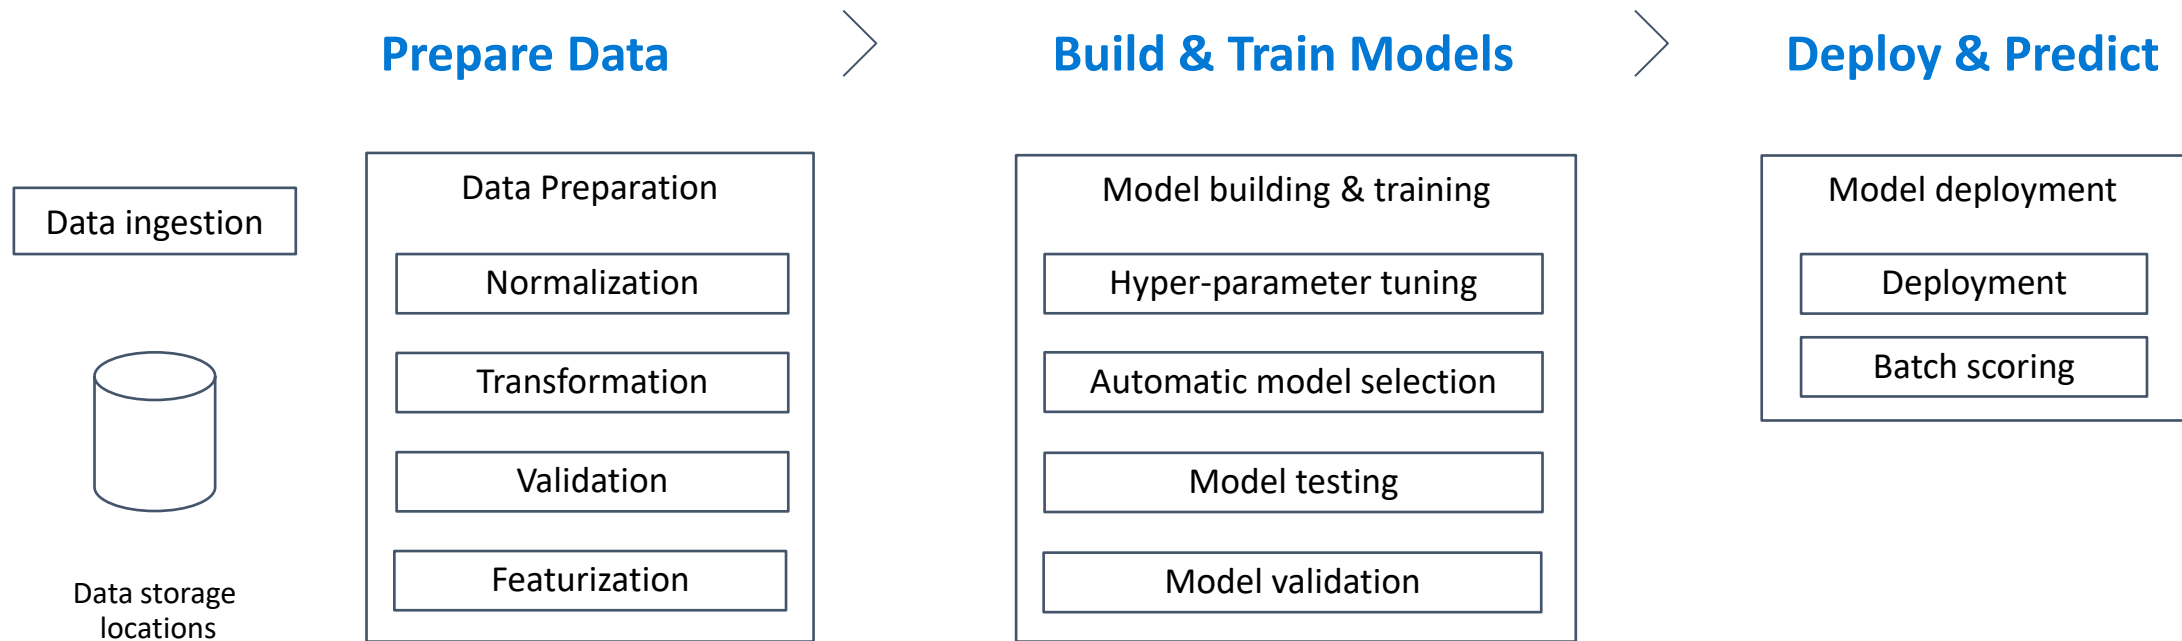 Prepare Data
Build & Train Models
Deploy & Predict
Data ingestion
Data storage
locations
Data Preparation
Normalization
Transformation
Validation
Featurization
Model building & training
Hyper-parameter tuning
Automatic model selection
Model testing
Model validation
Model deployment
Deployment
Batch scoring